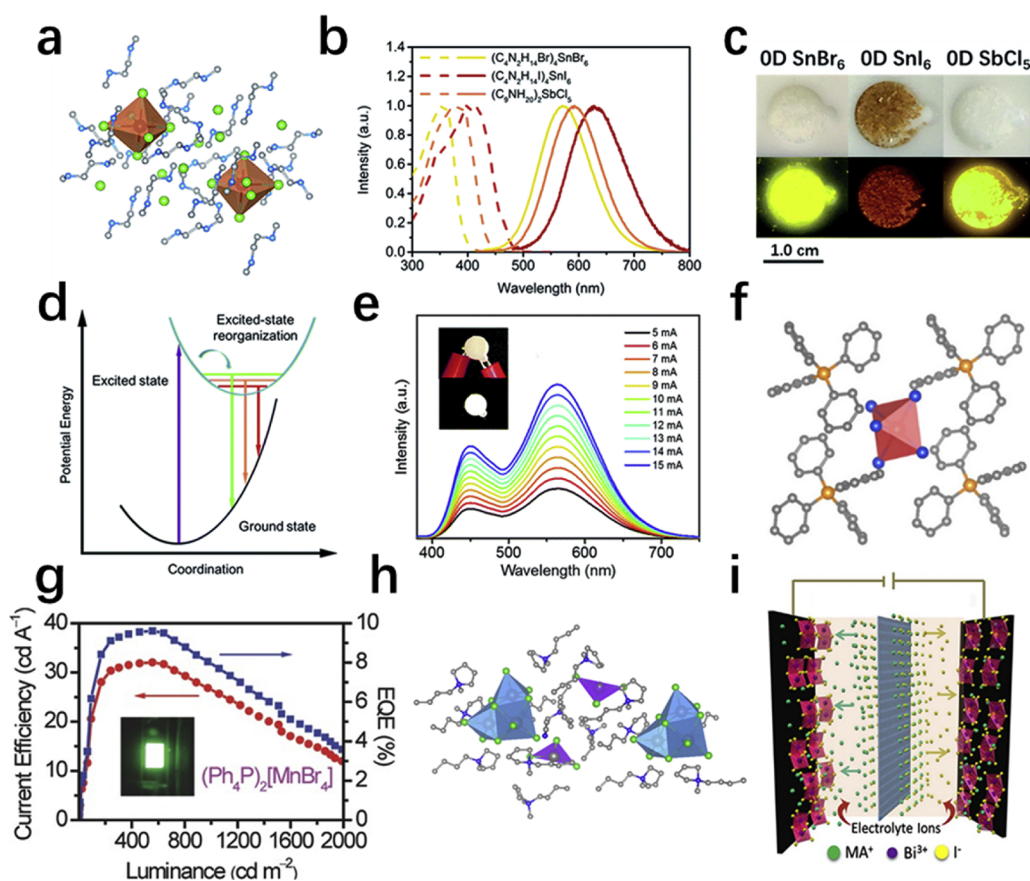 a
b
1.4
1.2
1.0
0.8
0.6
0.4
0.2
0.0
Intensity (a.u.)
(C₄N₂H₁₄Br)₄SnBr₆
(C₄N₂H₁₄I)₄SnI₆
(C₉NH₂₀)₂SbCl₅
300 400 500 600 700 800
Wavelength (nm)
c
0D SnBr₆ 0D SnI₆ 0D SbCl₅
1.0 cm
d
Potential Energy
Excited state
Excited-state
reorganization
Ground state
Coordination
e
Intensity (a.u.)
5 mA
6 mA
7 mA
8 mA
9 mA
10 mA
11 mA
12 mA
13 mA
14 mA
15 mA
400 500 600 700
Wavelength (nm)
f
g
Current Efficiency (cd A⁻¹)
40
35
30
25
20
15
10
5
0
(Ph₄P)₂[MnBr₄]
10
8
6
4
2
0
EQE (%)
400 800 1200 1600 2000
Luminance (cd m⁻²)
h
i
Electrolyte Ions
MA⁺ Bi³⁺ I⁻